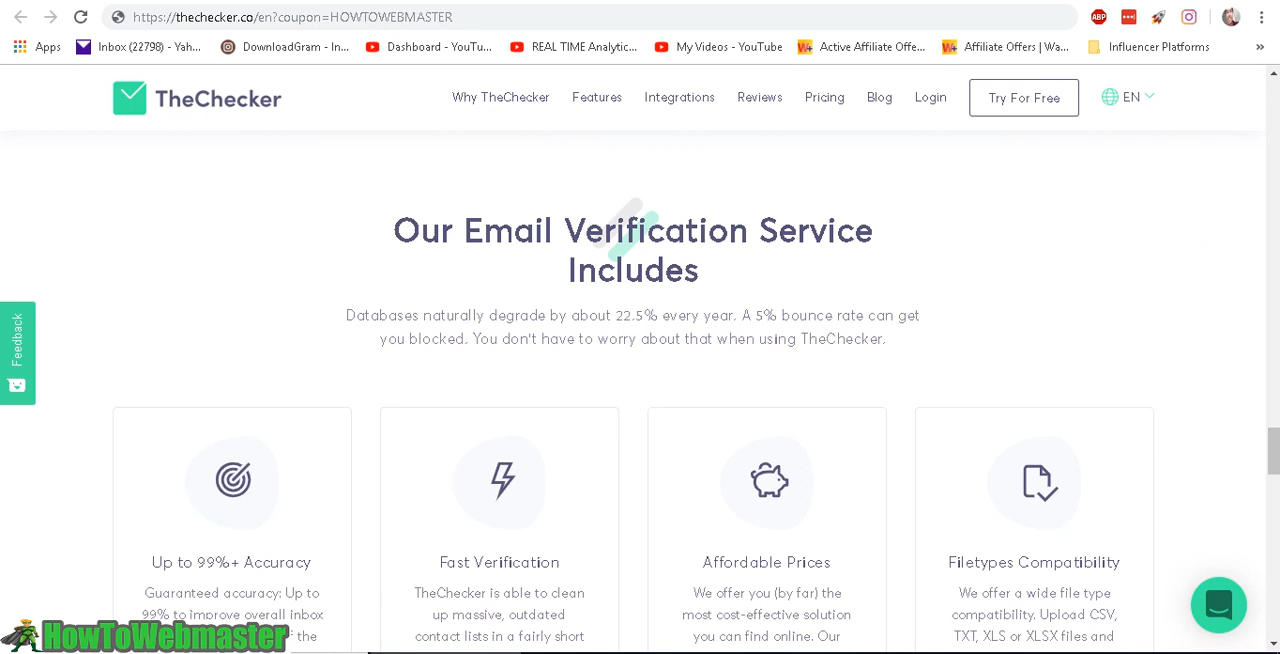 https://thechecker.co/en?coupon=HOWTOWEBMASTER
ABP
Apps
Inbox (22798) - Yah...
DownloadGram - In...
Dashboard - YouTu...
REAL TIME Analytic...
My Videos - YouTube
Active Affiliate Offe...
Affiliate Offers | Wa...
Influencer Platforms
»
TheChecker
Why TheChecker
Features
Integrations
Reviews
Pricing
Blog
Login
Try For Free
EN
Our Email Verification Service
Includes
Databases naturally degrade by about 22.5% every year. A 5% bounce rate can get
you blocked. You don't have to worry about that when using TheChecker.
Feedback
Up to 99%+ Accuracy
Guaranteed accuracy: Up to
99% to improve overall inbox
the
Fast Verification
TheChecker is able to clean
up massive, outdated
contact lists in a fairly short
Affordable Prices
We offer you (by far) the
most cost-effective solution
you can find online. Our
Filetypes Compatibility
We offer a wide file type
compatibility. Upload CSV,
TXT, XLS or XLSX files and
HowToWebmaster